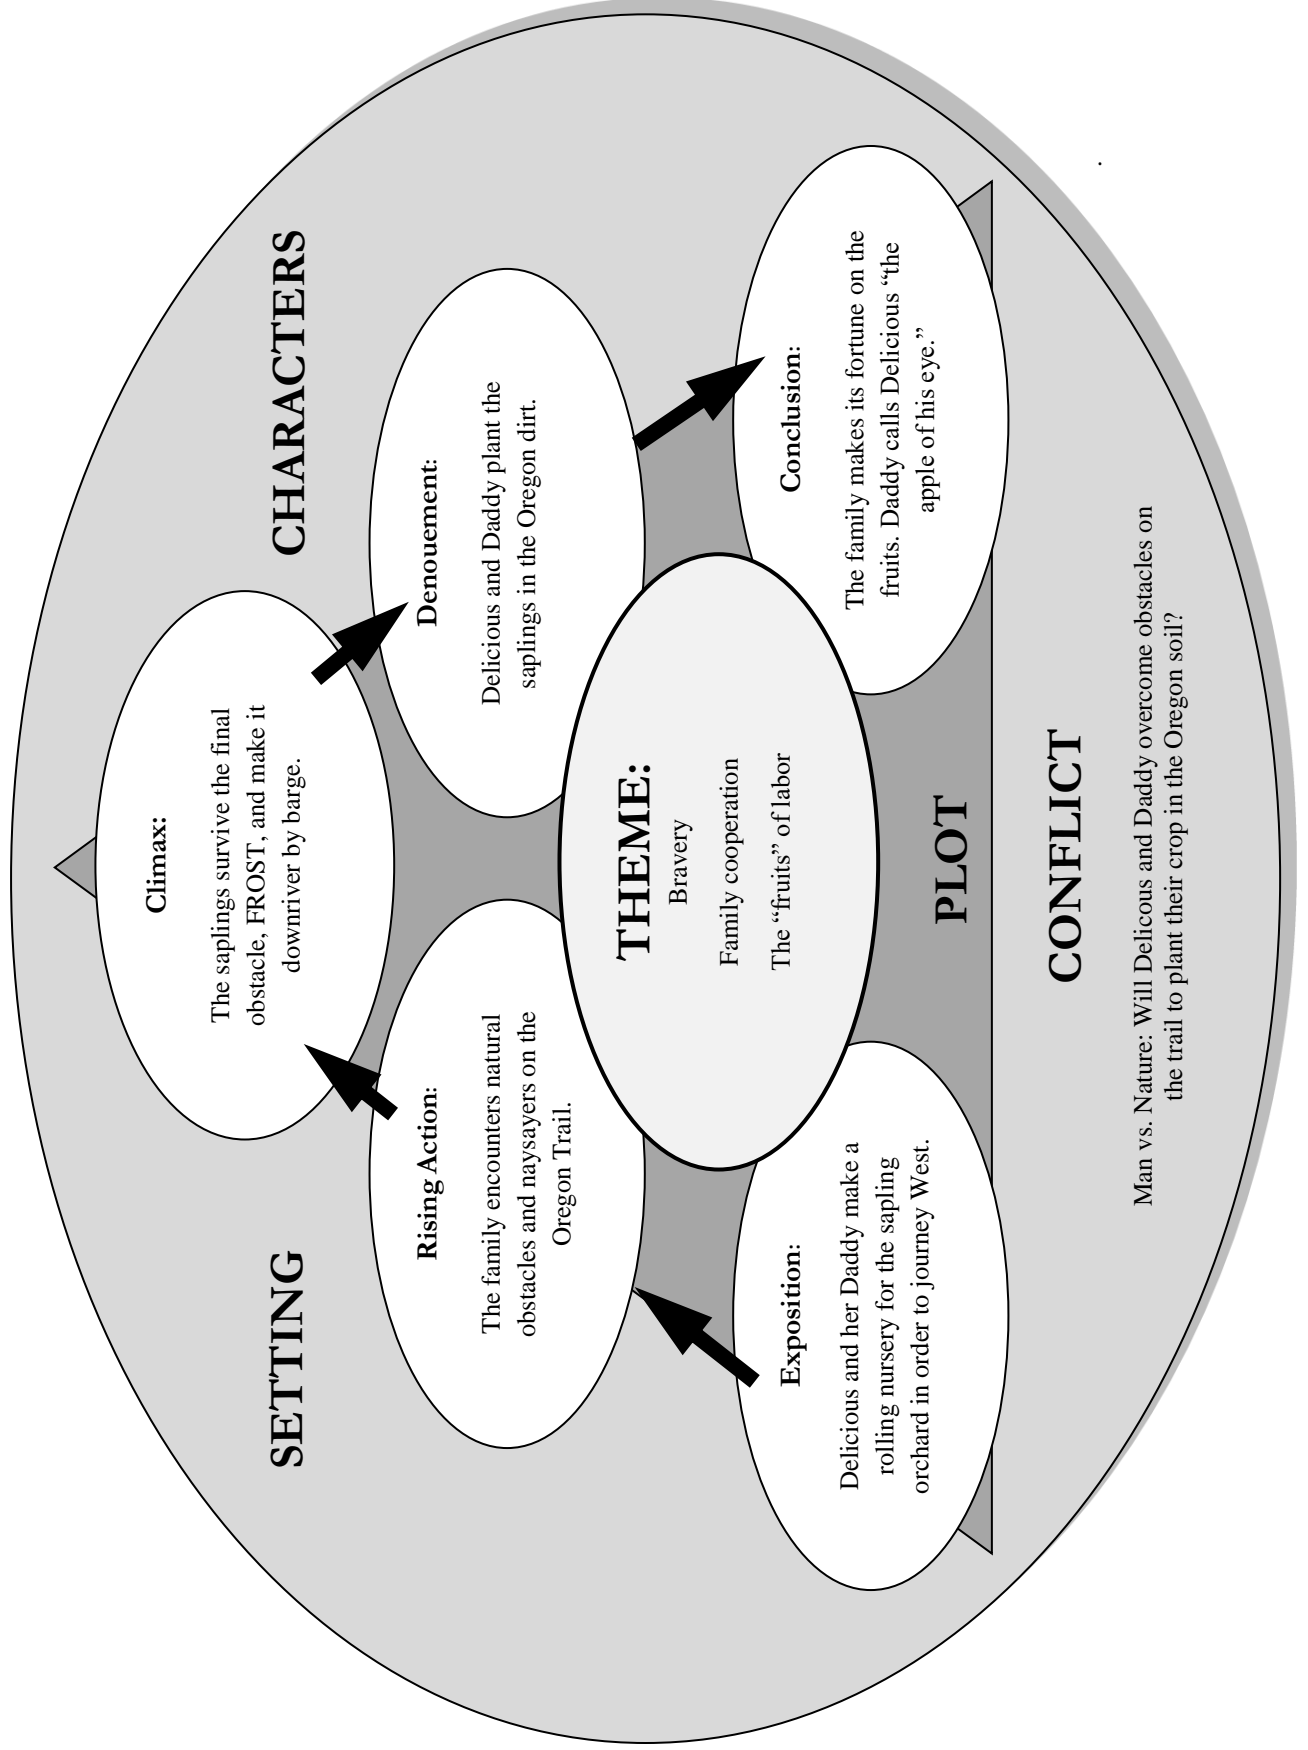 SETTING
CHARACTERS
Climax:
The saplings survive the final
obstacle, FROST, and make it
downriver by barge.
Rising Action:
The family encounters natural
obstacles and naysayers on the
Oregon Trail.
Denouement:
Delicious and Daddy plant the
saplings in the Oregon dirt.
THEME:
Bravery
Family cooperation
The “fruits” of labor
Exposition:
Delicious and her Daddy make a
rolling nursery for the sapling
orchard in order to journey West.
Conclusion:
The family makes its fortune on the
fruits. Daddy calls Delicious “the
apple of his eye.”
PLOT
CONFLICT
Man vs. Nature: Will Delicous and Daddy overcome obstacles on
the trail to plant their crop in the Oregon soil?
.